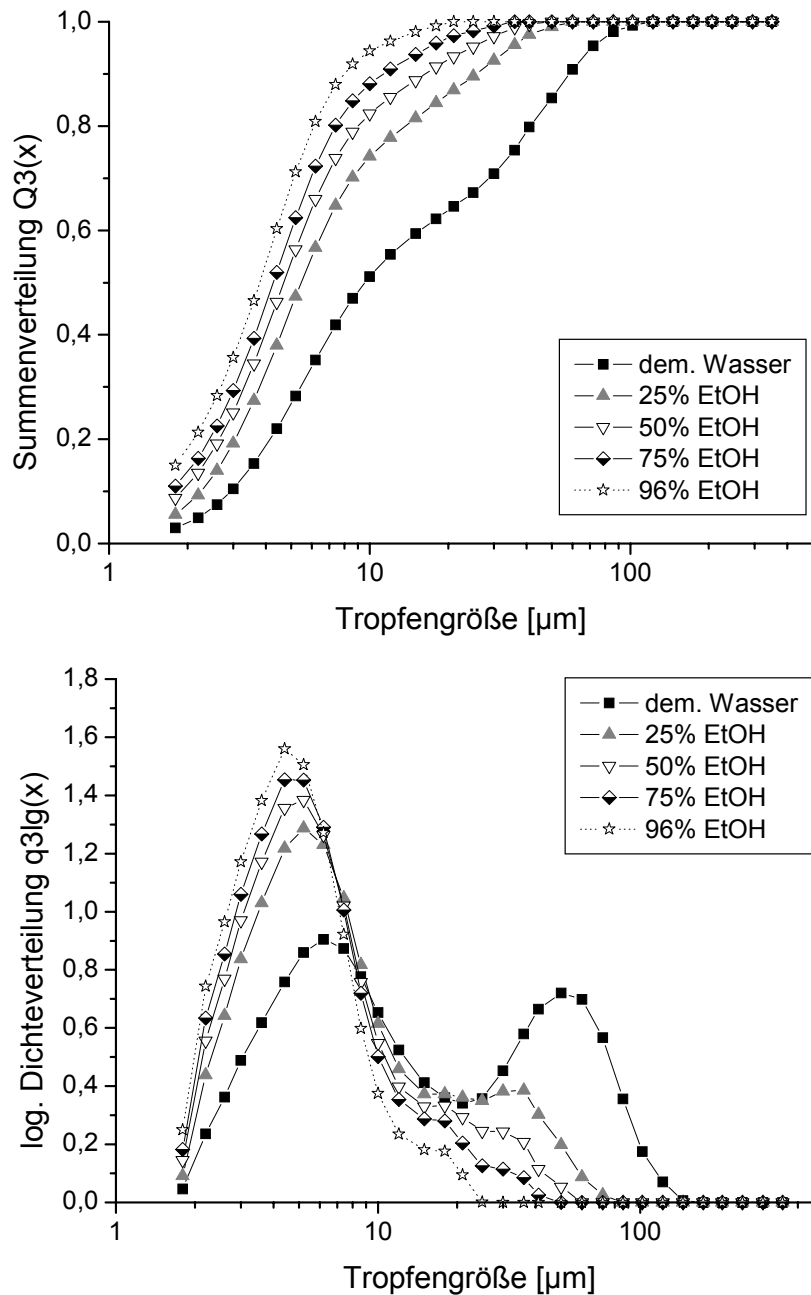 1,0
0,8
0,6
0,4
0,2
0,0
Summenverteilung Q3(x)
dem. Wasser
25% EtOH
50% EtOH
75% EtOH
96% EtOH
1 10 100
Tropfengröße [µm]
1,8
1,6
1,4
1,2
1,0
0,8
0,6
0,4
0,2
0,0
log. Dichteverteilung q3lg(x)
dem. Wasser
25% EtOH
50% EtOH
75% EtOH
96% EtOH
1 10 100
Tropfengröße [µm]